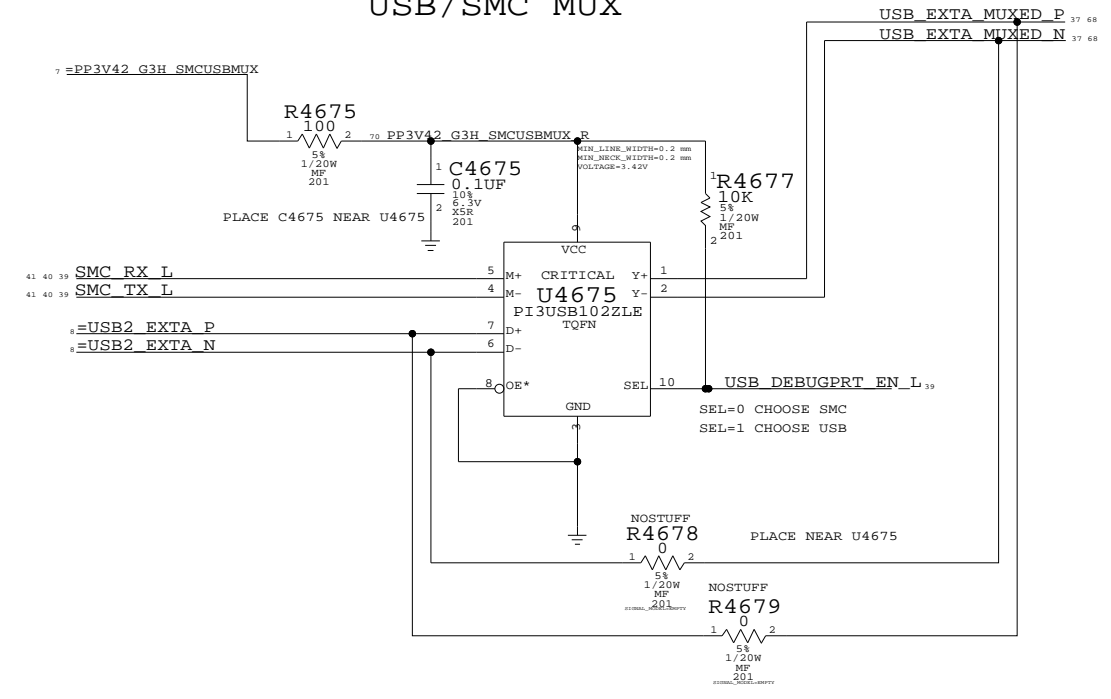 USB/SMC MUX
USB_EXTA_MUXED_P 37 68
USB_EXTA_MUXED_N 37 68
7 =PP3V42_G3H_SMCUSBMUX
R4675
100
1 2
5%
1/20W
MF
201
70 PP3V42_G3H_SMCUSBMUX_R
MIN_LINE_WIDTH=0.2 mm
MIN_NECK_WIDTH=0.2 mm
VOLTAGE=3.42V
1 C4675
0.1UF
10%
6.3V
2 X5R
201
PLACE C4675 NEAR U4675
1 R4677
10K
5%
1/20W
MF
2 201
9
VCC
41 40 39 SMC_RX_L 5 M+ CRITICAL Y+ 1
41 40 39 SMC_TX_L 4 M- U4675 Y- 2
PI3USB102ZLE
TQFN
8 =USB2_EXTA_P 7 D+
8 =USB2_EXTA_N 6 D-
8 OE* SEL 10 USB_DEBUGPRT_EN_L 39
GND
3
SEL=0 CHOOSE SMC
SEL=1 CHOOSE USB
NOSTUFF
R4678
0
1 2
5%
1/20W
MF
201
SIGNAL_MODEL=EMPTY
PLACE NEAR U4675
NOSTUFF
R4679
0
1 2
5%
1/20W
MF
201
SIGNAL_MODEL=EMPTY